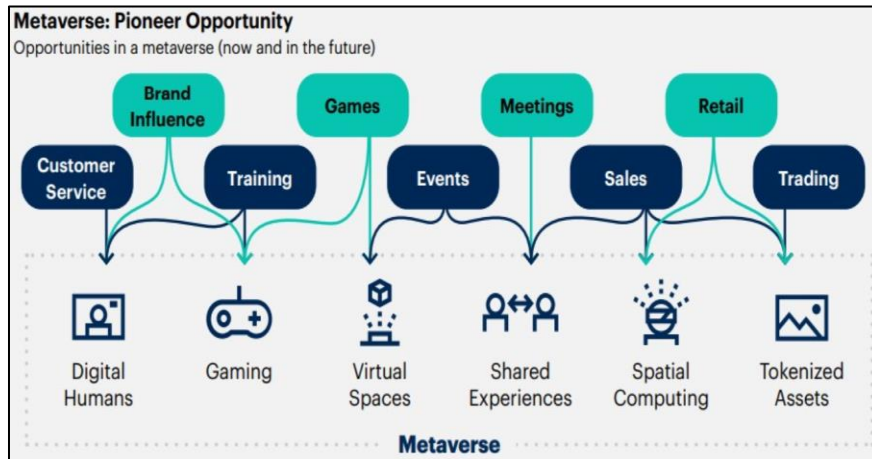 Metaverse: Pioneer Opportunity
Opportunities in a metaverse (now and in the future)
Brand
Influence
Games
Meetings
Retail
Customer
Service
Training
Events
Sales
Trading
Digital
Humans
Gaming
Virtual
Spaces
Shared
Experiences
Spatial
Computing
Tokenized
Assets
Metaverse